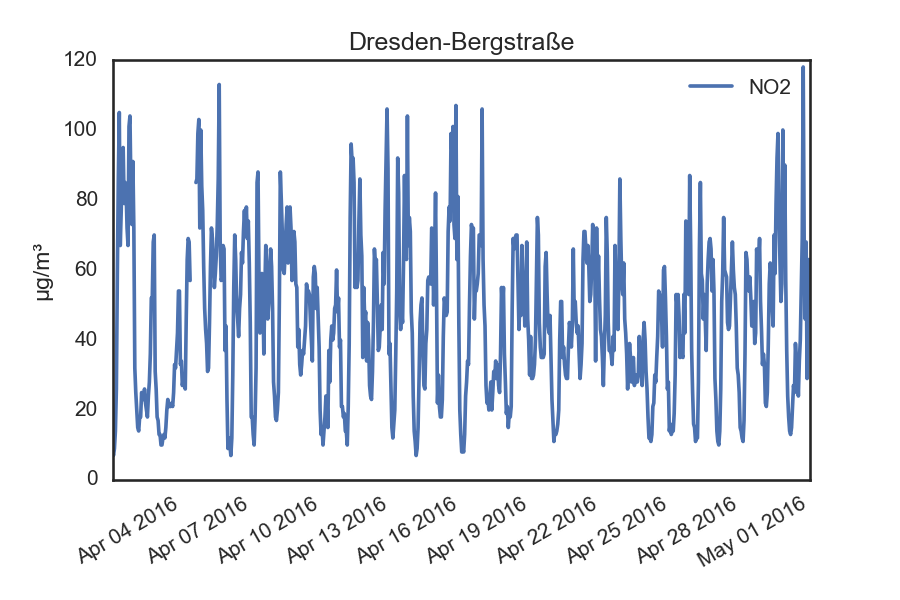 Dresden-Bergstraße
120
100
80
60
40
20
0
µg/m³
NO2
Apr 04 2016
Apr 07 2016
Apr 10 2016
Apr 13 2016
Apr 16 2016
Apr 19 2016
Apr 22 2016
Apr 25 2016
Apr 28 2016
May 01 2016